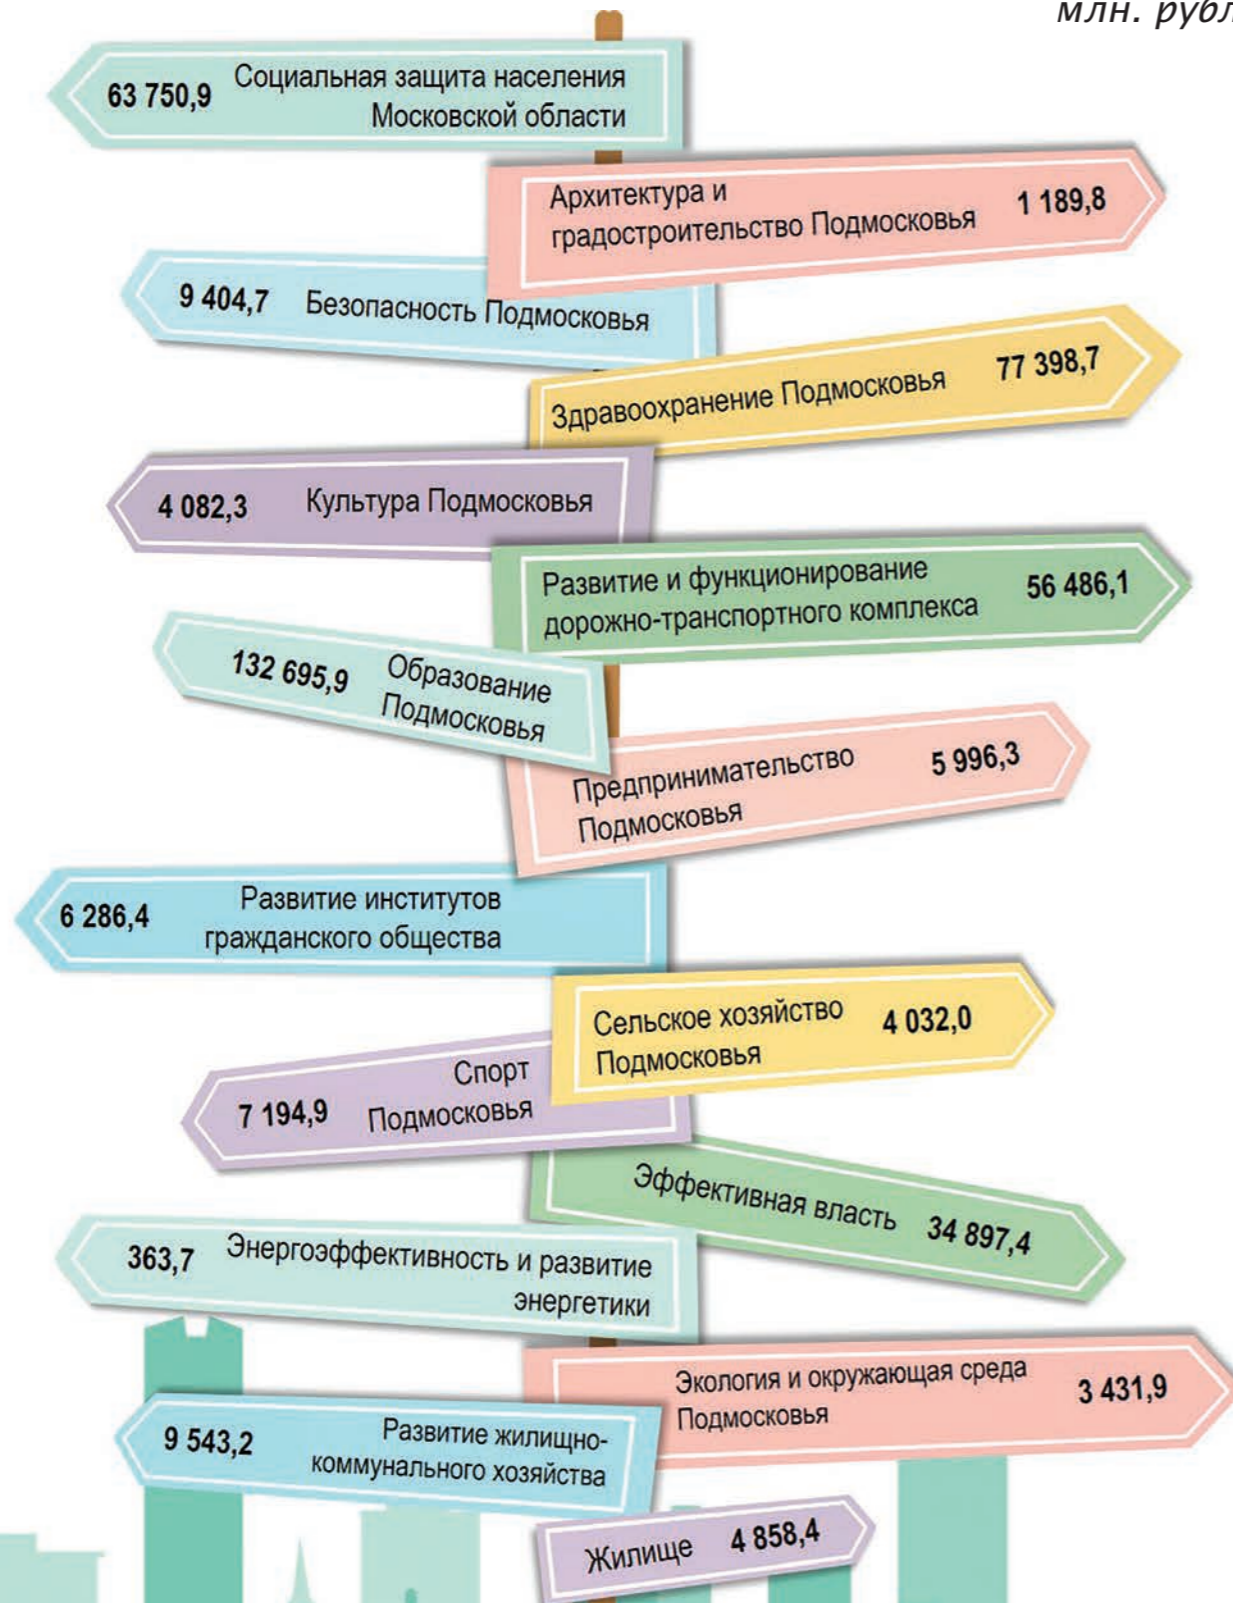 млн. рубл
63 750,9 Социальная защита населения
Московской области
Архитектура и
градостроительство Подмосковья 1 189,8
9 404,7 Безопасность Подмосковья
Здравоохранение Подмосковья 77 398,7
4 082,3 Культура Подмосковья
Развитие и функционирование
дорожно-транспортного комплекса 56 486,1
132 695,9 Образование
Подмосковья
Предпринимательство
Подмосковья 5 996,3
6 286,4 Развитие институтов
гражданского общества
Сельское хозяйство
Подмосковья 4 032,0
7 194,9 Спорт
Подмосковья
Эффективная власть 34 897,4
363,7 Энергоэффективность и развитие
энергетики
Экология и окружающая среда
Подмосковья 3 431,9
9 543,2 Развитие жилищно-
коммунального хозяйства
Жилище 4 858,4